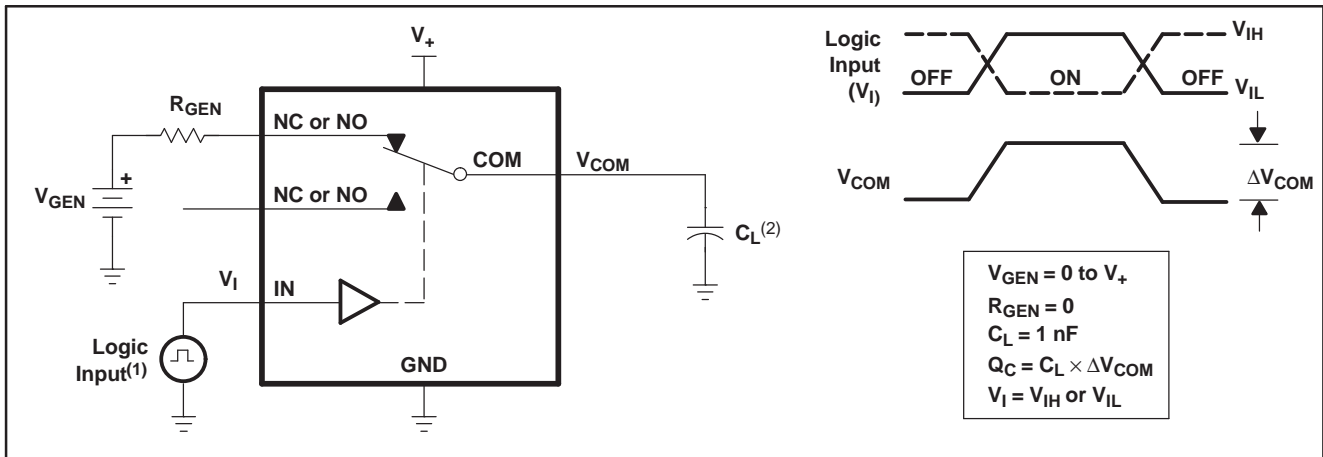 V+
RGEN
NC or NO
COM
VCOM
VGEN
+
NC or NO
CL(2)
VI
IN
Logic
Input(1)
GND
Logic
Input
(VI)
OFF
ON
OFF
VIH
VIL
VCOM
ΔVCOM
VGEN = 0 to V+
RGEN = 0
CL = 1 nF
QC = CL × ΔVCOM
VI = VIH or VIL